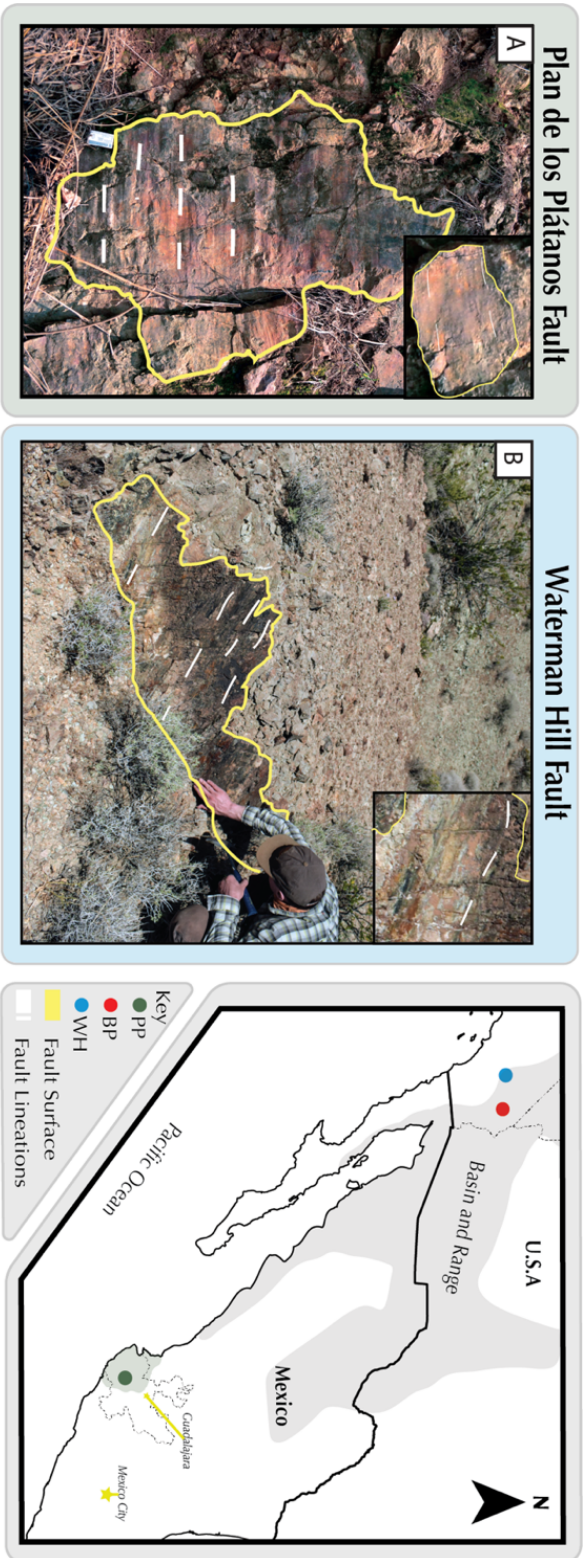 Plan de los Plátanos Fault
A
Waterman Hill Fault
B
N
U.S.A
Basin and Range
Mexico
Guadalajara
Mexico City
Pacific Ocean
Key
PP
BP
WH
Fault Surface
Fault Lineations